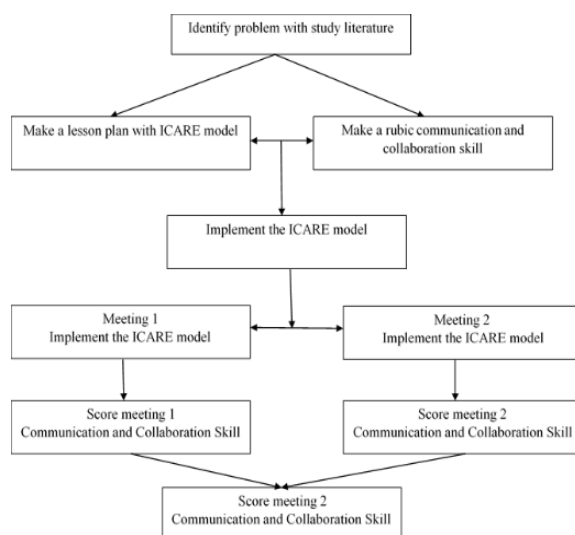 Identify problem with study literature
Make a lesson plan with ICARE model
Make a rubic communication and
collaboration skill
Implement the ICARE model
Meeting 1
Implement the ICARE model
Meeting 2
Implement the ICARE model
Score meeting 1
Communication and Collaboration Skill
Score meeting 2
Communication and Collaboration Skill
Score meeting 2
Communication and Collaboration Skill